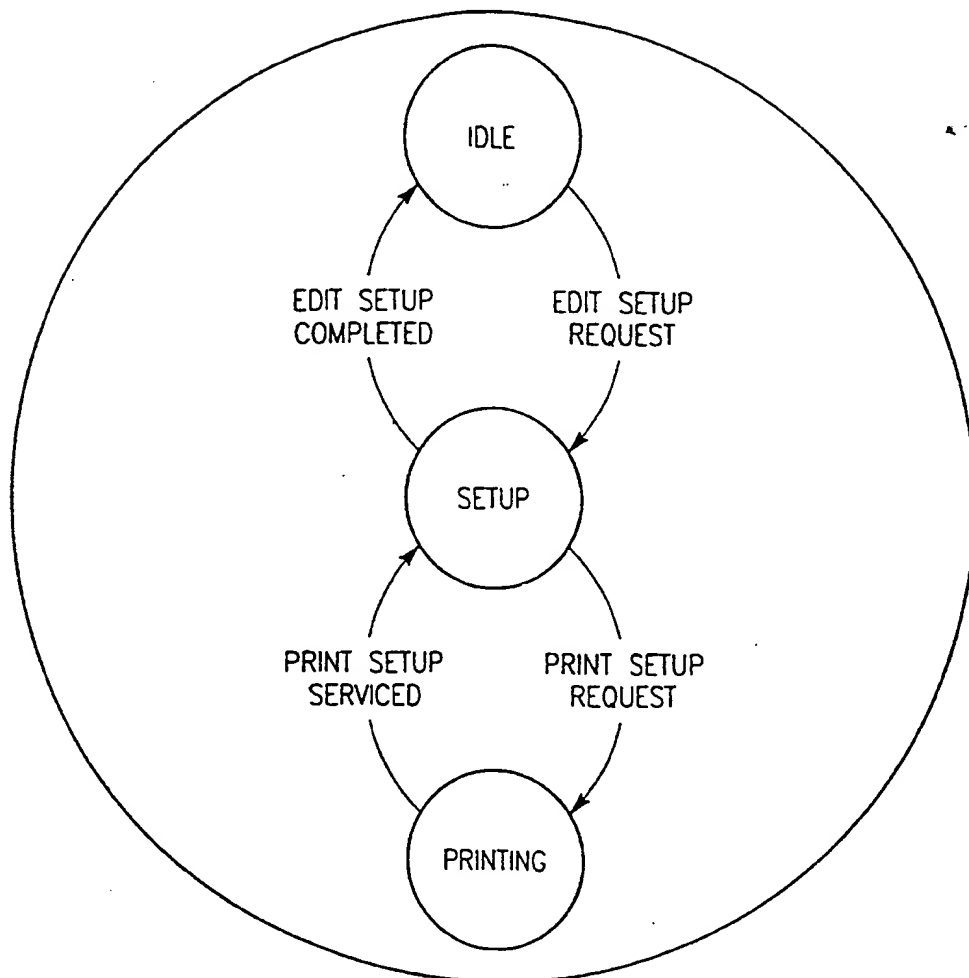 IDLE
EDIT SETUP
COMPLETED
EDIT SETUP
REQUEST
SETUP
PRINT SETUP
SERVICED
PRINT SETUP
REQUEST
PRINTING